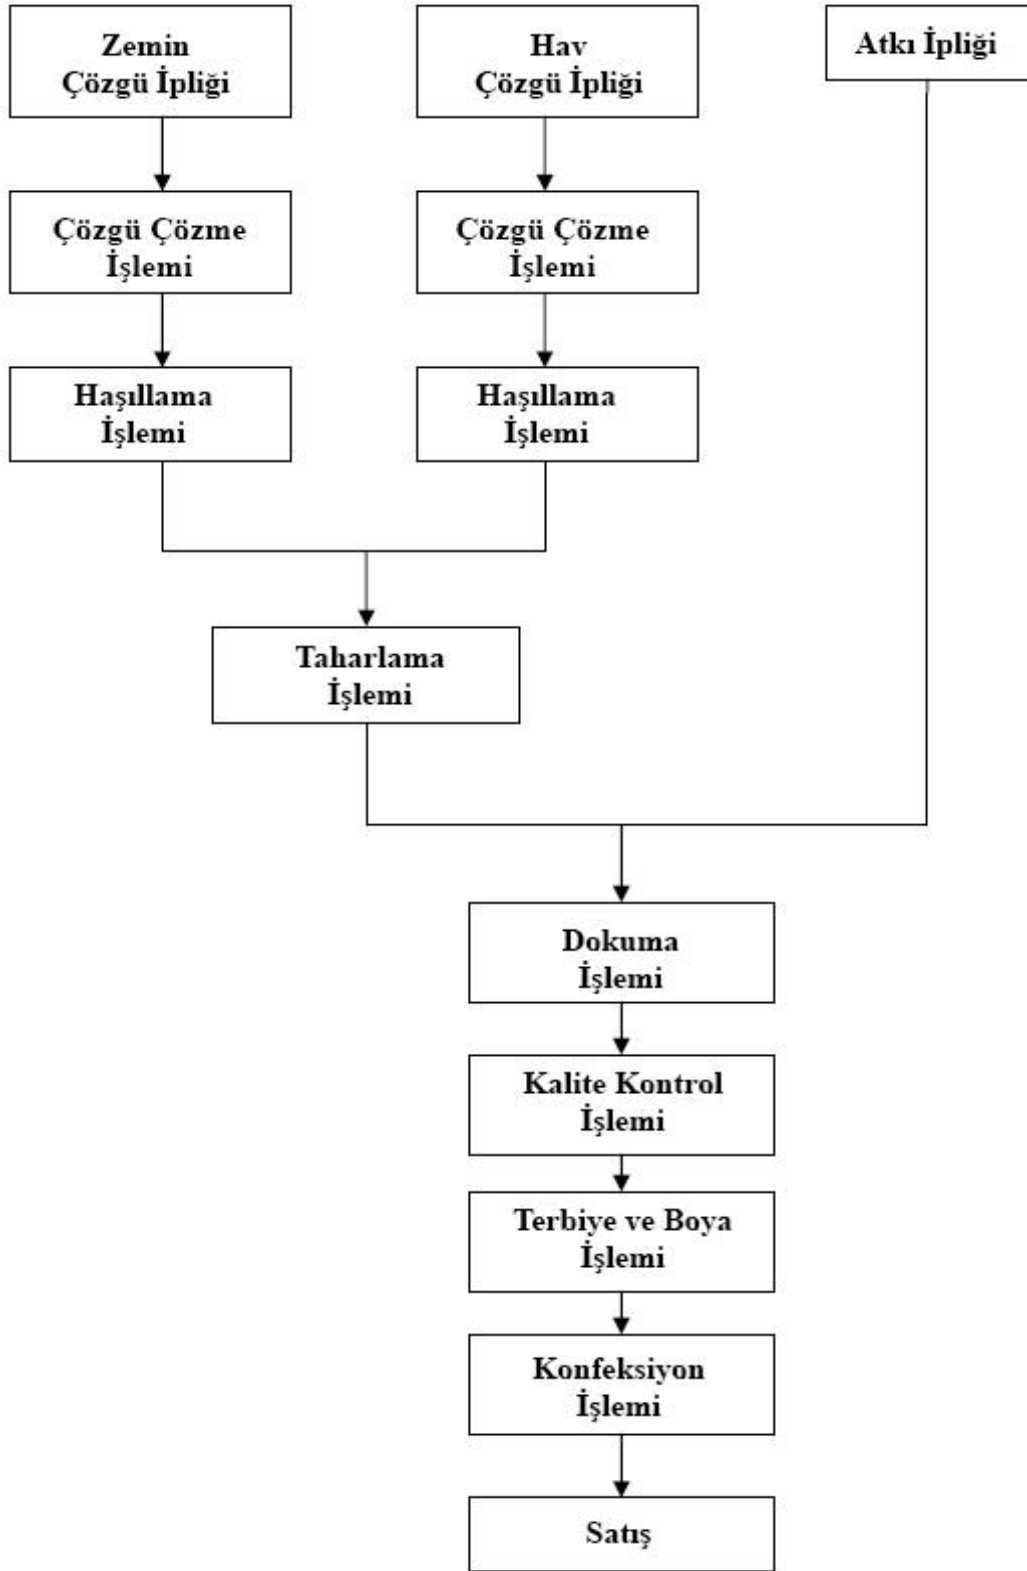 Zemin
Çözgü İpliği
Hav
Çözgü İpliği
Atkı İpliği
Çözgü Çözme
İşlemi
Çözgü Çözme
İşlemi
Haşıllama
İşlemi
Haşıllama
İşlemi
Taharlama
İşlemi
Dokuma
İşlemi
Kalite Kontrol
İşlemi
Terbiye ve Boya
İşlemi
Konfeksiyon
İşlemi
Satış